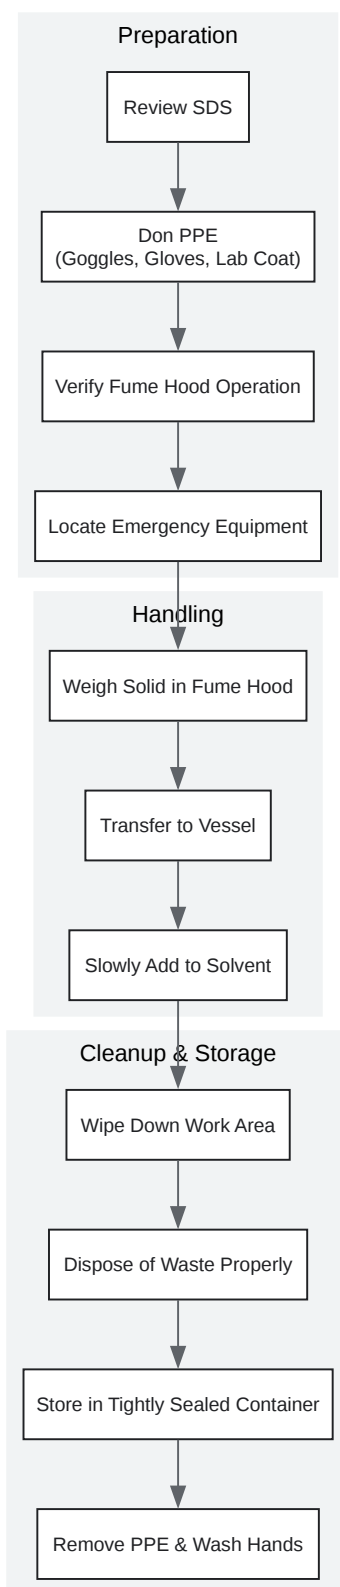 Preparation
Review SDS
Don PPE
(Goggles, Gloves, Lab Coat)
Verify Fume Hood Operation
Locate Emergency Equipment
Handling
Weigh Solid in Fume Hood
Transfer to Vessel
Slowly Add to Solvent
Cleanup & Storage
Wipe Down Work Area
Dispose of Waste Properly
Store in Tightly Sealed Container
Remove PPE & Wash Hands